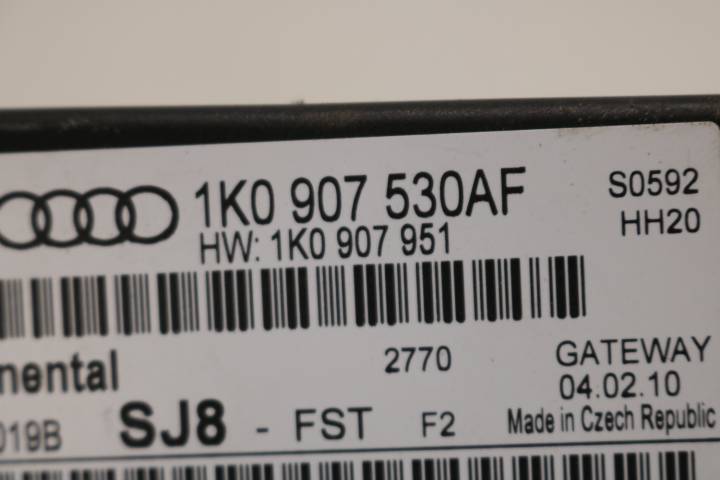 1K0 907 530AF S0592
HW: 1K0 907 951 HH20
nental 2770 GATEWAY
04.02.10
019B SJ8 - FST F2 Made in Czech Republic